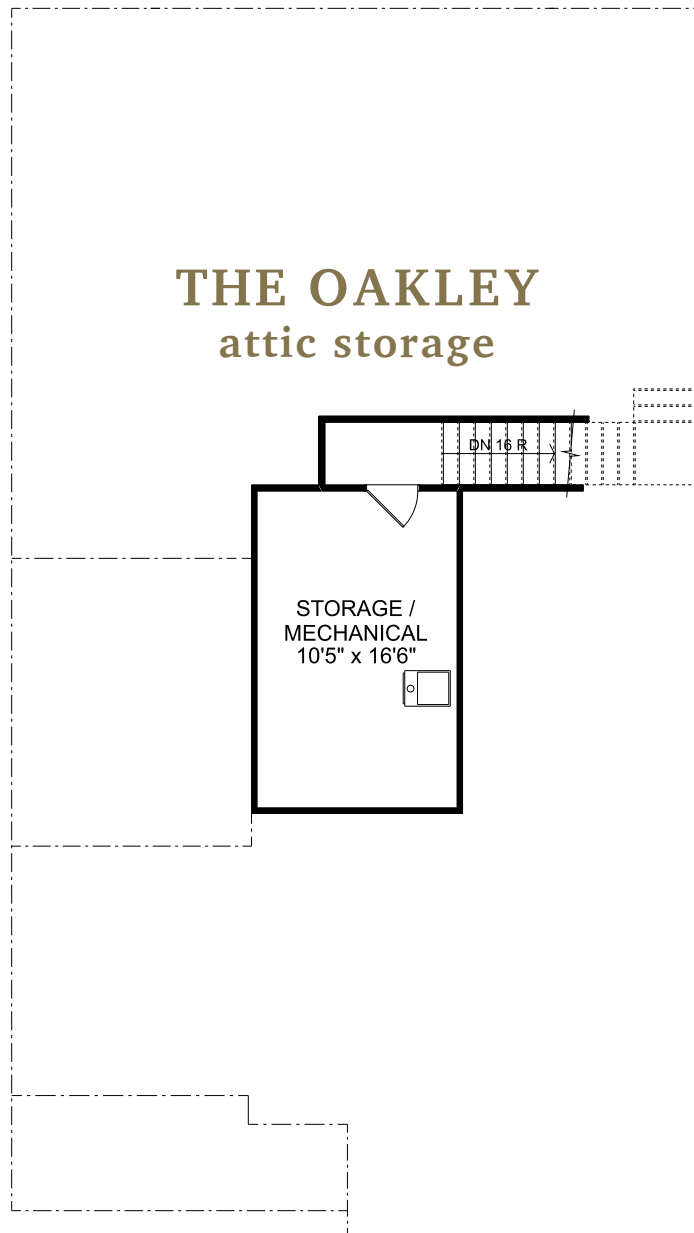 THE OAKLEY
attic storage
DN 16 R
STORAGE /
MECHANICAL
10'5" x 16'6"